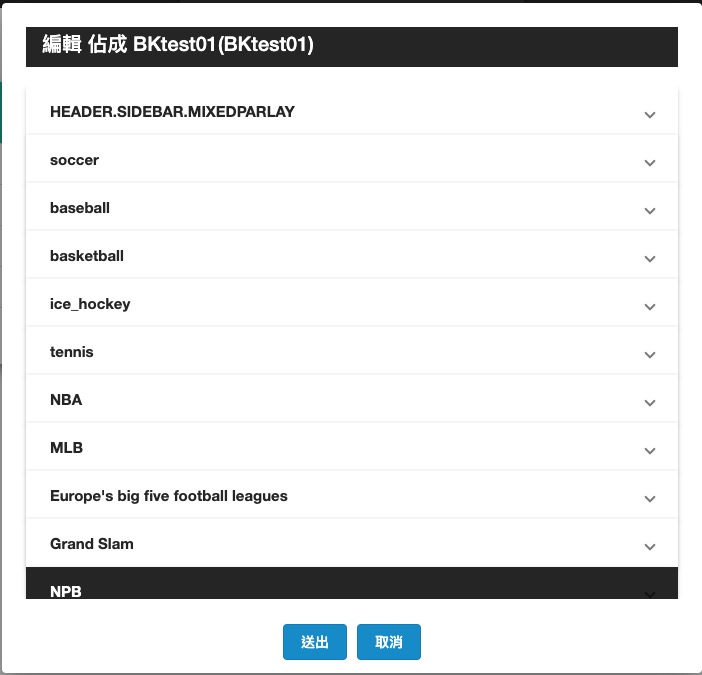 編輯 佔成 BKtest01(BKtest01)
HEADER.SIDEBAR.MIXEDPARLAY
soccer
baseball
basketball
ice_hockey
tennis
NBA
MLB
Europe's big five football leagues
Grand Slam
NPB
送出 取消